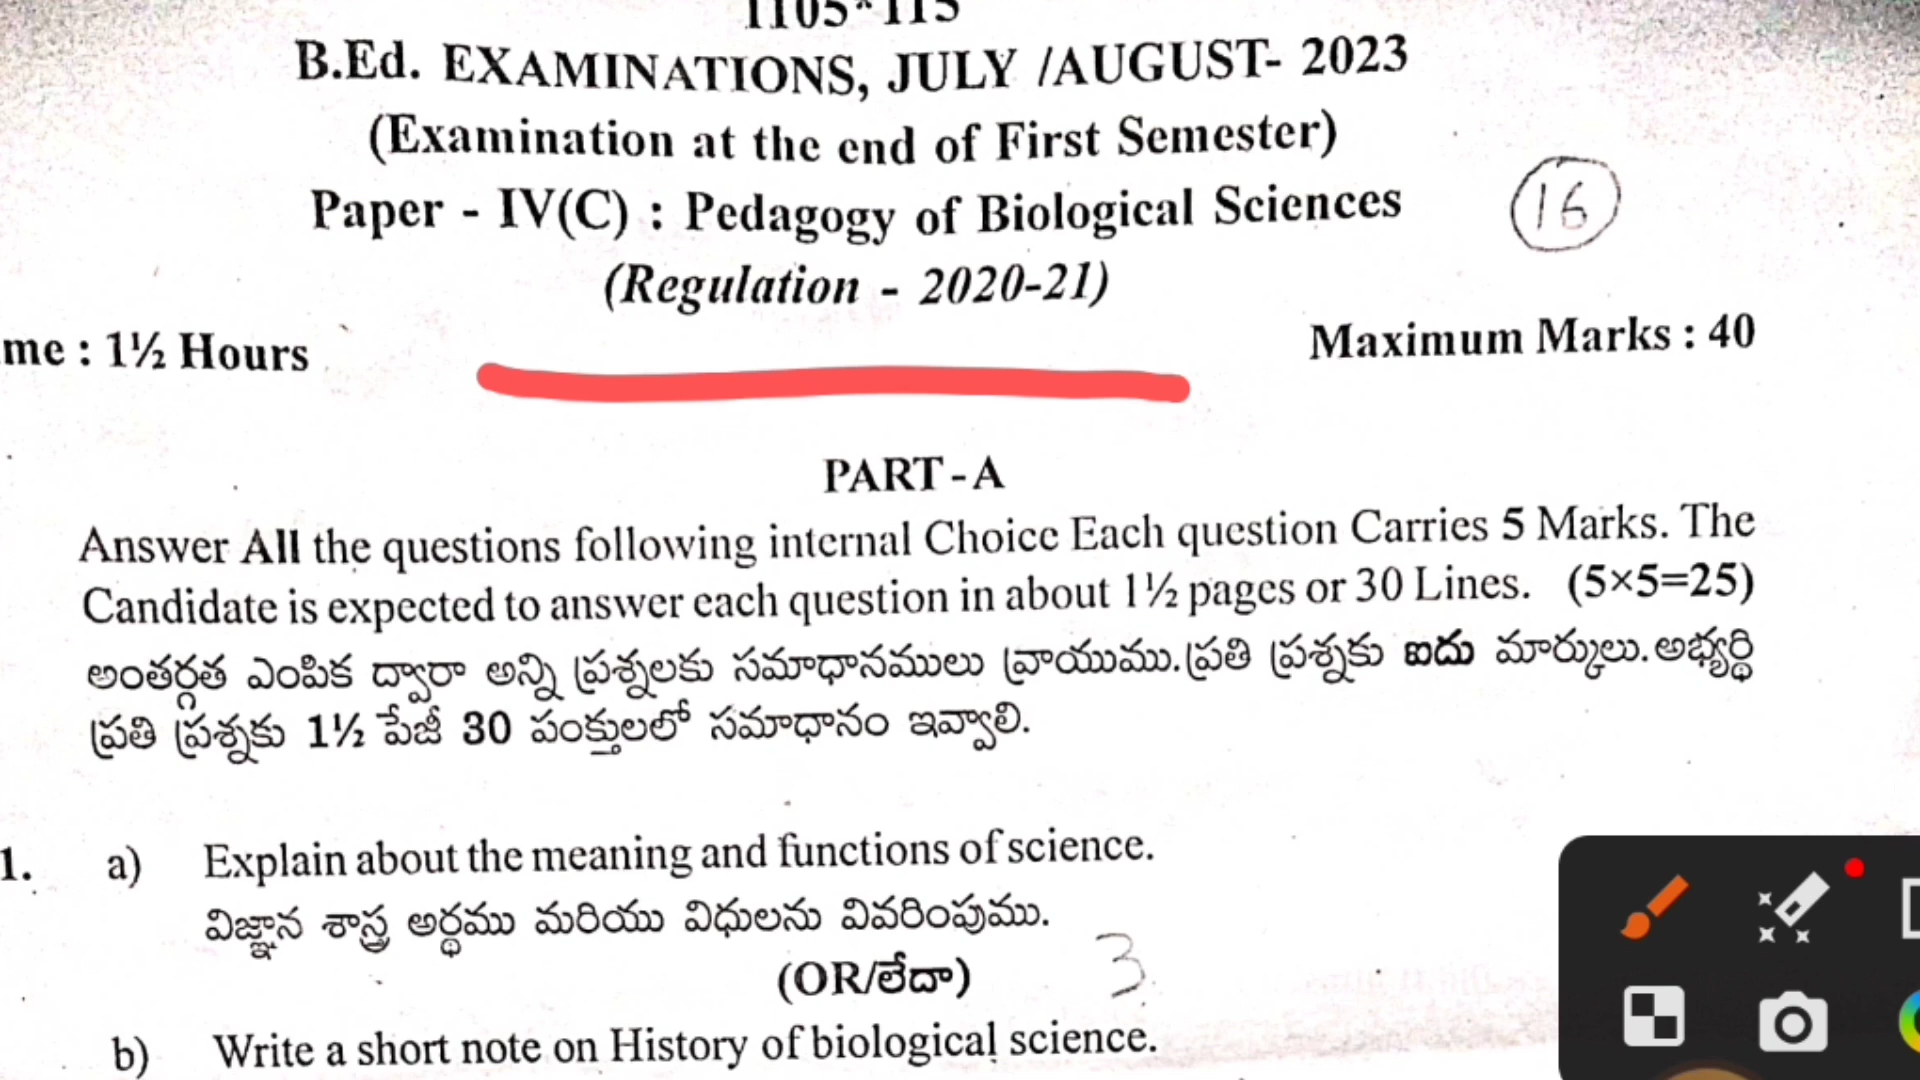 B.Ed. EXAMINATIONS, JULY /AUGUST- 2023
(Examination at the end of First Semester)
Paper - IV(C) : Pedagogy of Biological Sciences
16
(Regulation - 2020-21)
me : 1½ Hours
Maximum Marks : 40
PART - A
Answer All the questions following internal Choice Each question Carries 5 Marks. The
Candidate is expected to answer each question in about 1½ pages or 30 Lines. (5×5=25)
అంతర్గత ఎంపిక ద్వారా అన్ని ప్రశ్నలకు సమాధానములు వ్రాయుము. ప్రతి ప్రశ్నకు ఐదు మార్కులు. అభ్యర్థి
ప్రతి ప్రశ్నకు 1½ పేజీ 30 పంక్తులలో సమాధానం ఇవ్వాలి.
1. a) Explain about the meaning and functions of science.
విజ్ఞాన శాస్త్ర అర్థము మరియు విధులను వివరింపుము.
(OR/లేదా)
3
b) Write a short note on History of biological science.